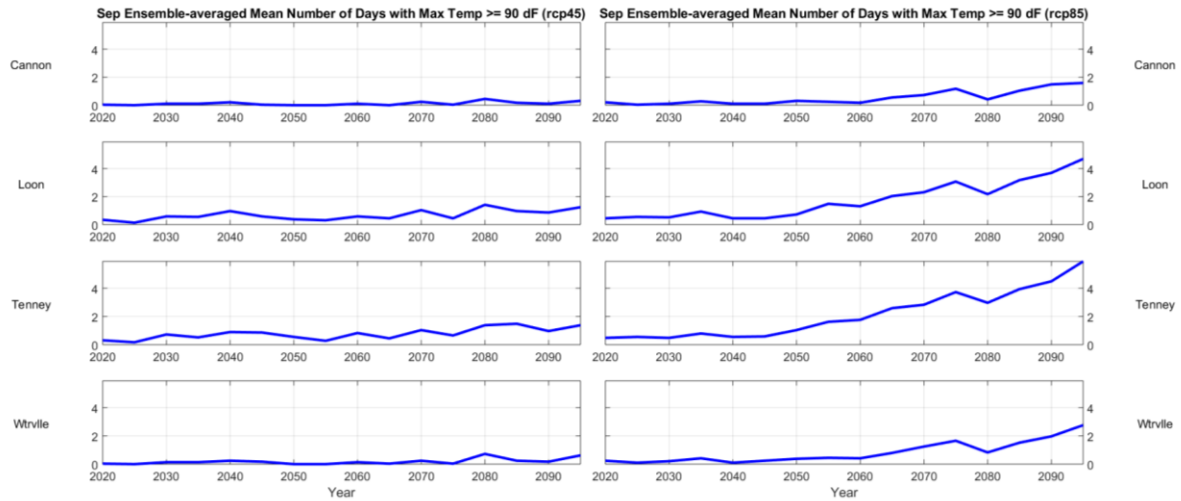 Sep Ensemble-averaged Mean Number of Days with Max Temp >= 90 dF (rcp45) Sep Ensemble-averaged Mean Number of Days with Max Temp >= 90 dF (rcp85)
4 4
Cannon Cannon
2 2
0 0
2020 2030 2040 2050 2060 2070 2080 2090 2020 2030 2040 2050 2060 2070 2080 2090
4 4
Loon Loon
2 2
0 0
2020 2030 2040 2050 2060 2070 2080 2090 2020 2030 2040 2050 2060 2070 2080 2090
4 4
Tenney Tenney
2 2
0 0
2020 2030 2040 2050 2060 2070 2080 2090 2020 2030 2040 2050 2060 2070 2080 2090
4 4
Wtrvlle Wtrvlle
2 2
0 0
2020 2030 2040 2050 2060 2070 2080 2090 2020 2030 2040 2050 2060 2070 2080 2090
Year Year